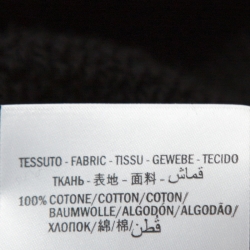 TESSUTO - FABRIC - TISSU - GEWEBE - TECIDO
ТКАНЬ - 表地 - 面料 - قماش
100% COTONE/COTTON/COTON/
BAUMWOLLE/ALGODÓN/ALGODÃO/
ХЛОПОК/綿/棉/قطن